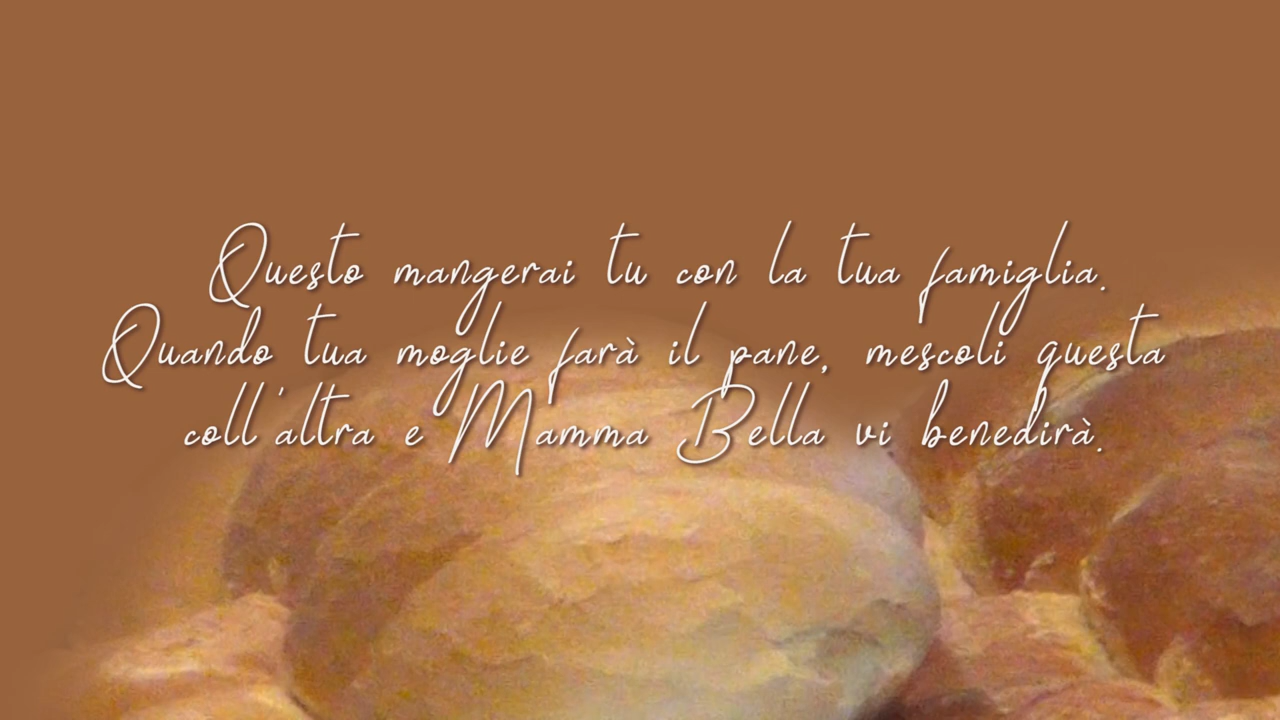 Questo mangerai tu con la tua famiglia.
Quando tua moglie farà il pane, mescoli questa
coll'altra e Mamma Bella vi benedirà.